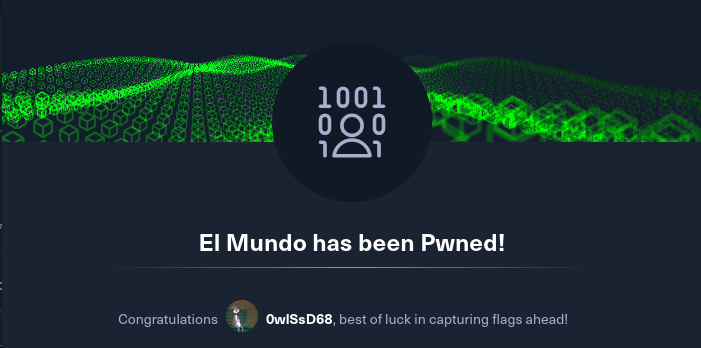 1001
0 0
1 1
El Mundo has been Pwned!
Congratulations 0wlSsD68, best of luck in capturing flags ahead!